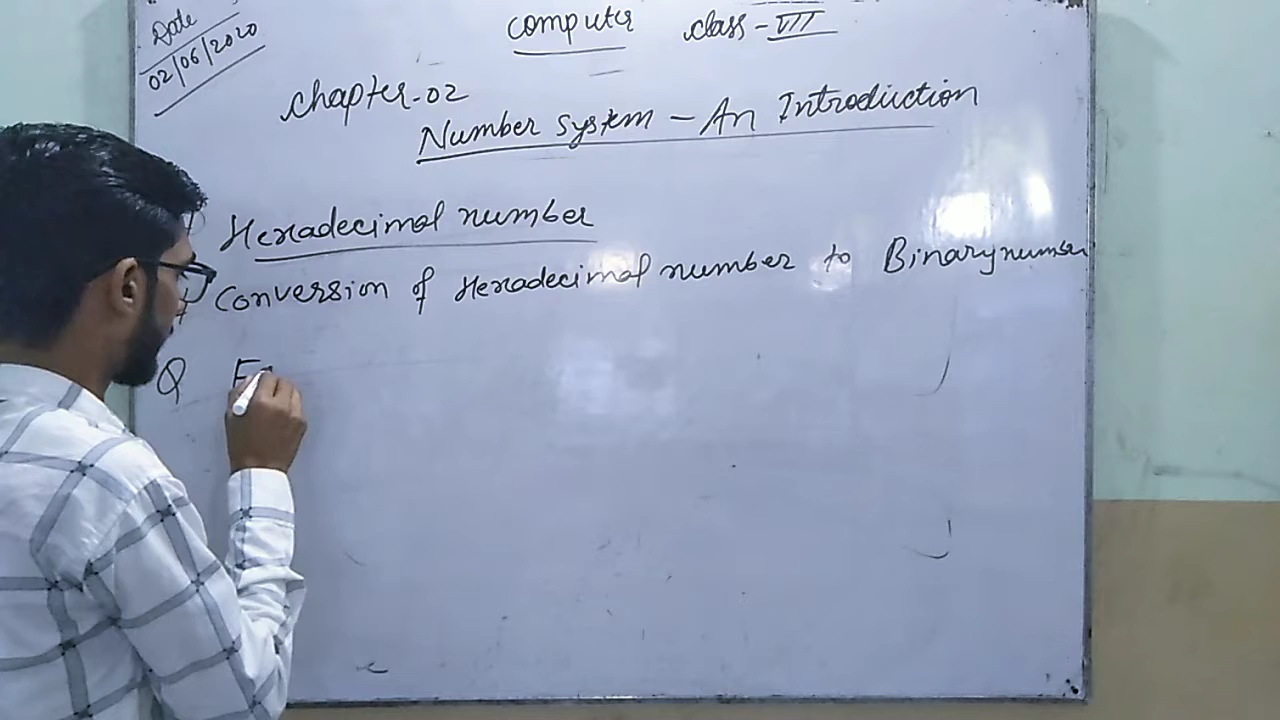 Date
02/06/2020
computer class - VII
chapter-02
Number system - An Introduction
Hexadecimal number
Conversion of Hexadecimal number to Binary number
Q